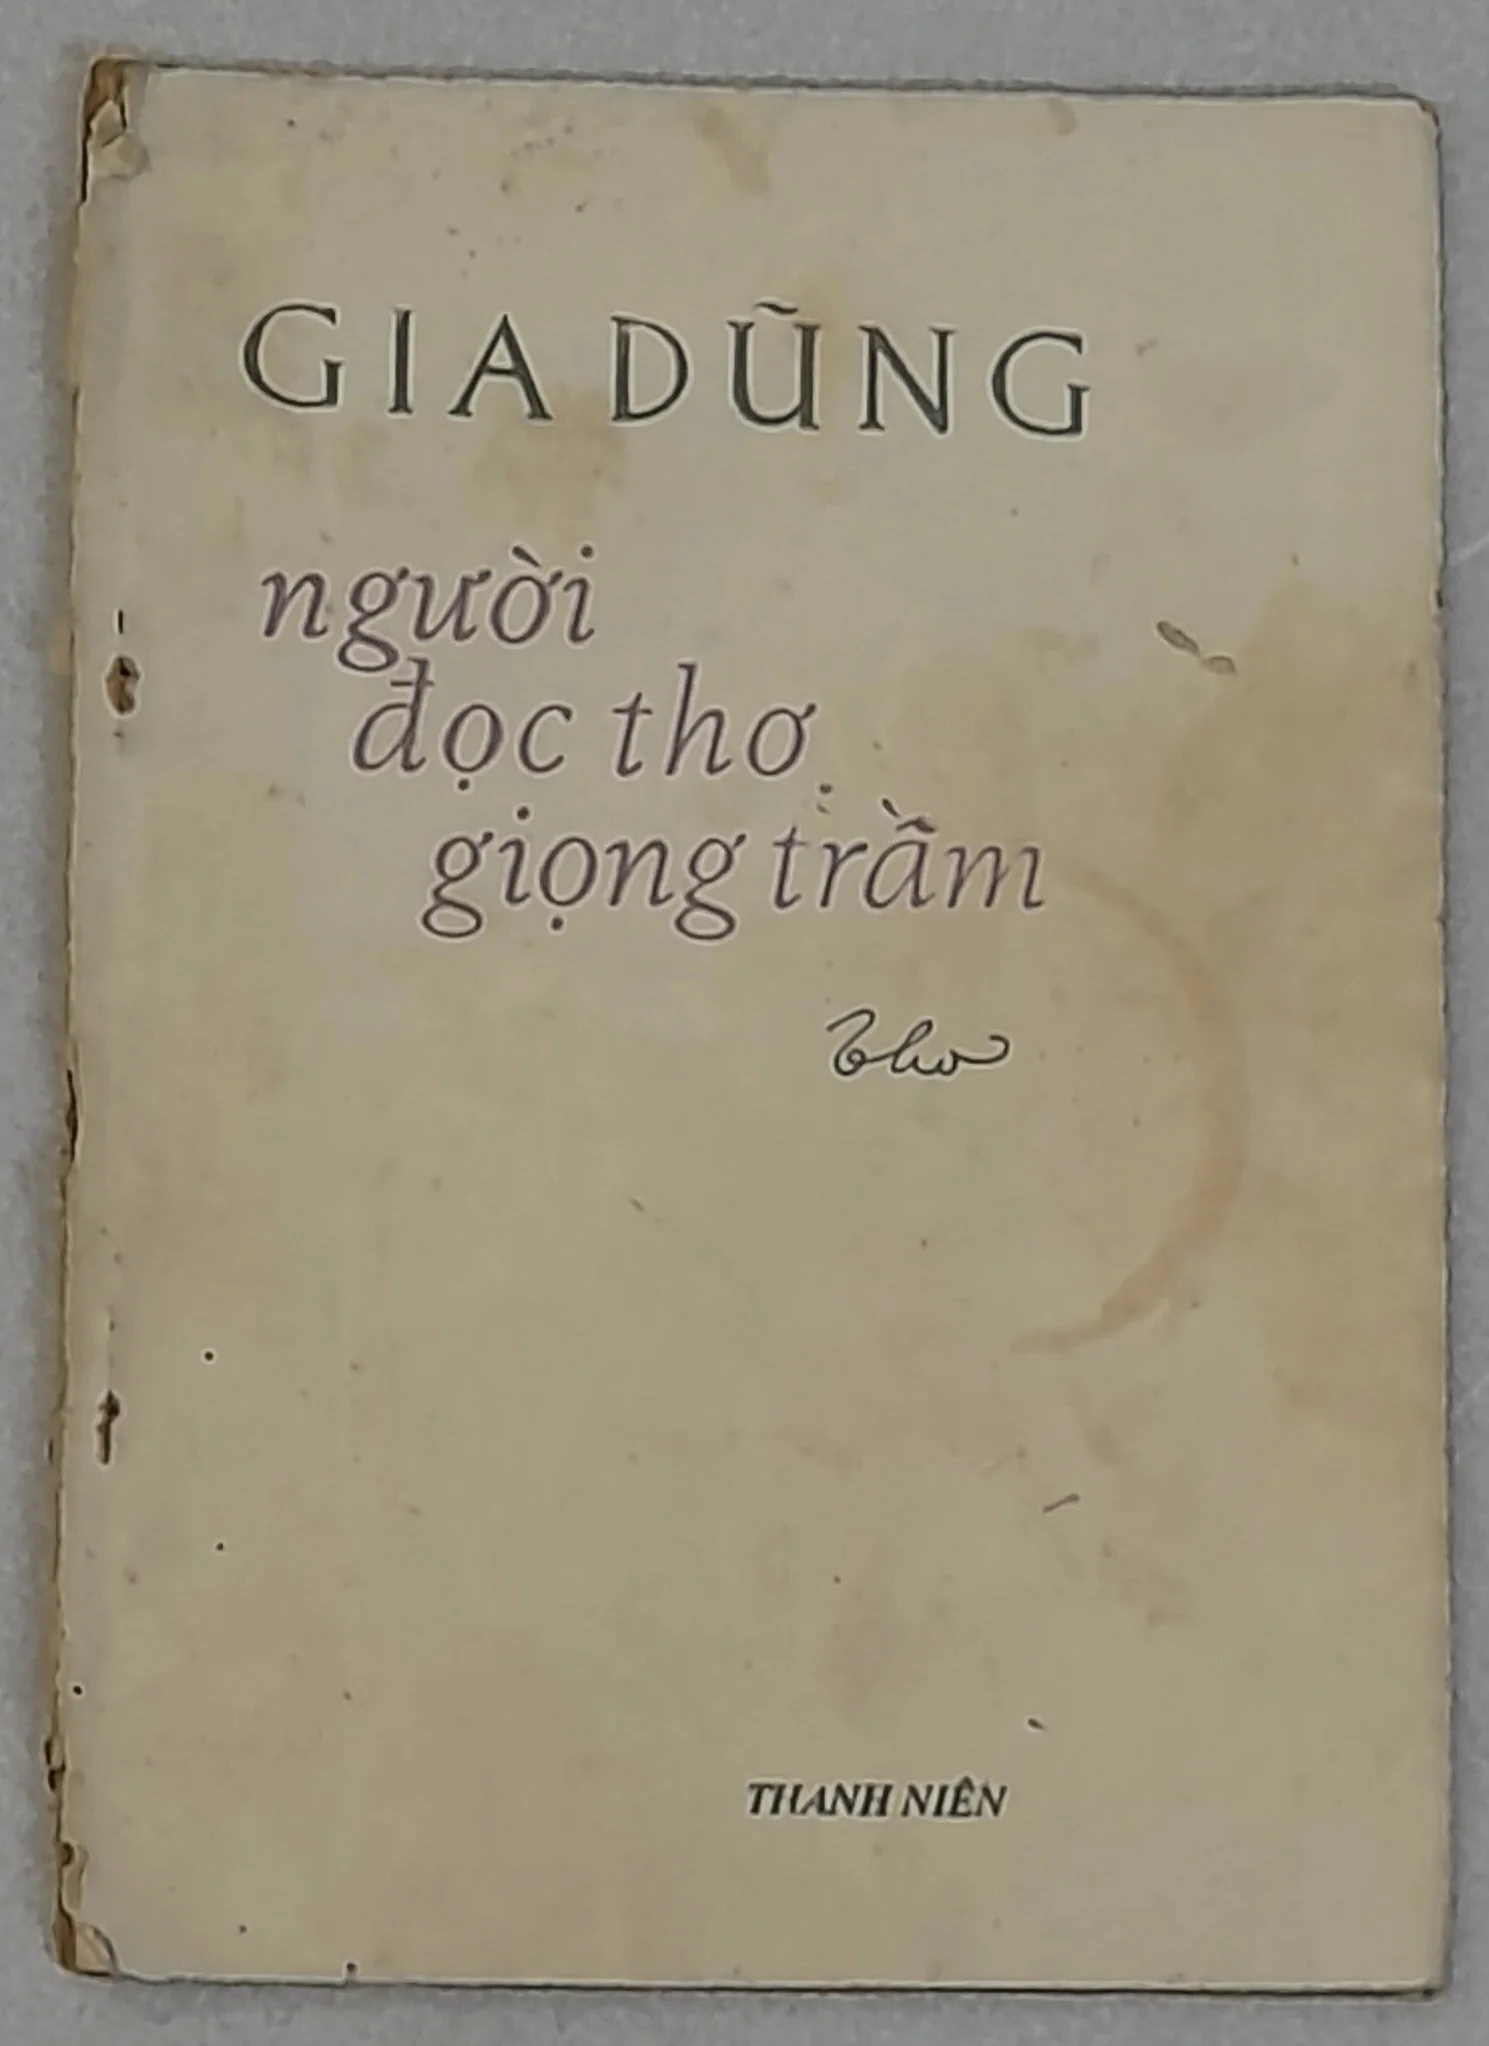 GIA DŨNG
người
đọc thơ
giọng trầm
Thơ
THANH NIÊN